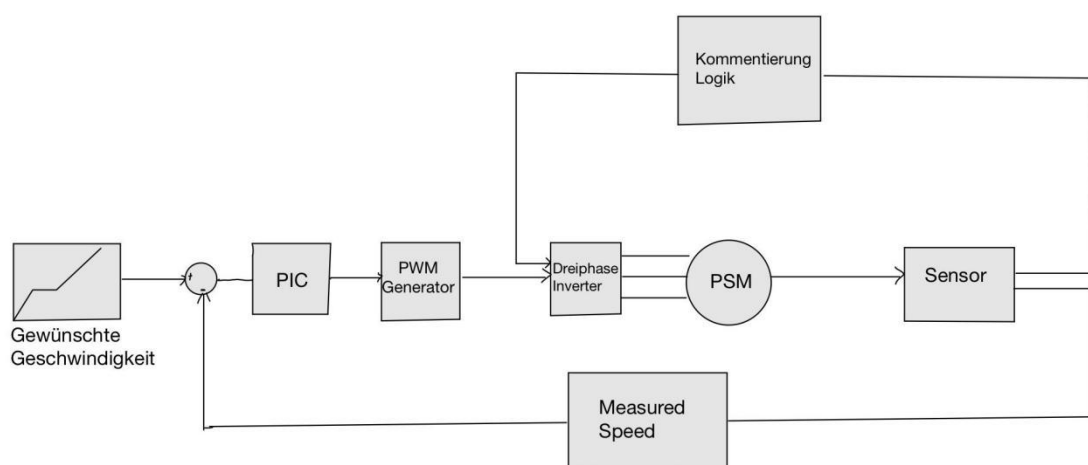 Kommentierung
Logik
Gewünschte
Geschwindigkeit
+
-
PIC
PWM
Generator
Dreiphase
Inverter
PSM
Sensor
Measured
Speed